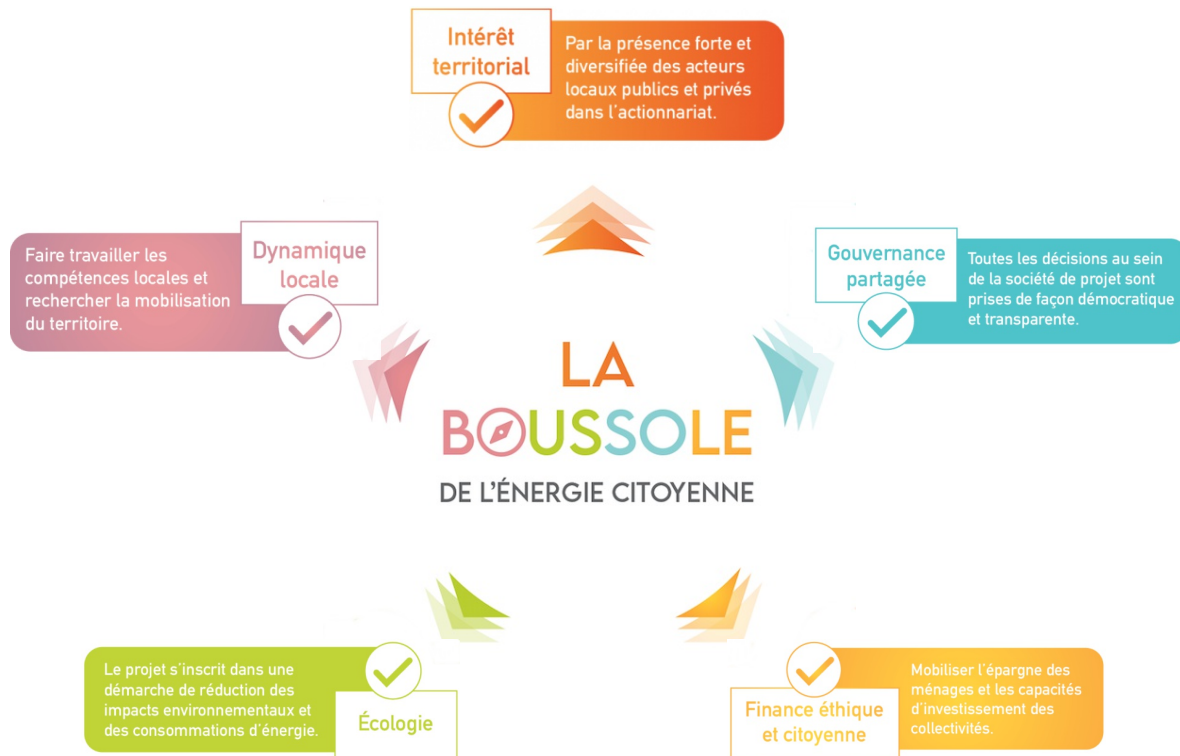 Intérêt
territorial
Par la présence forte et
diversifiée des acteurs
locaux publics et privés
dans l'actionnariat.
Dynamique
locale
Faire travailler les
compétences locales et
rechercher la mobilisation
du territoire.
Gouvernance
partagée
Toutes les décisions au sein
de la société de projet sont
prises de façon démocratique
et transparente.
LA
BOUSSOLE
DE L'ÉNERGIE CITOYENNE
Le projet s'inscrit dans une
démarche de réduction des
impacts environnementaux et
des consommations d'énergie.
Écologie
Finance éthique
et citoyenne
Mobiliser l'épargne des
ménages et les capacités
d'investissement des
collectivités.